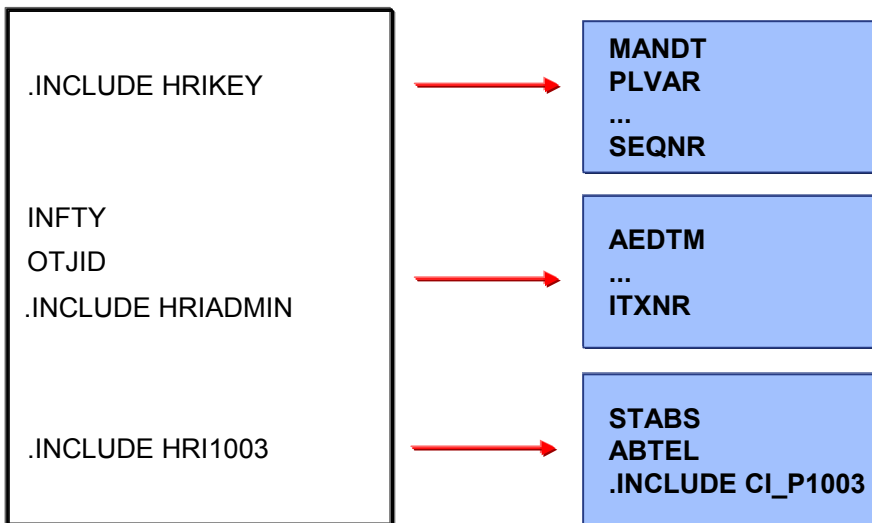 .INCLUDE HRIKEY
MANDT
PLVAR
...
SEQNR
INFTY
OTJID
.INCLUDE HRIADMIN
AEDTM
...
ITXNR
.INCLUDE HRI1003
STABS
ABTEL
.INCLUDE CI_P1003